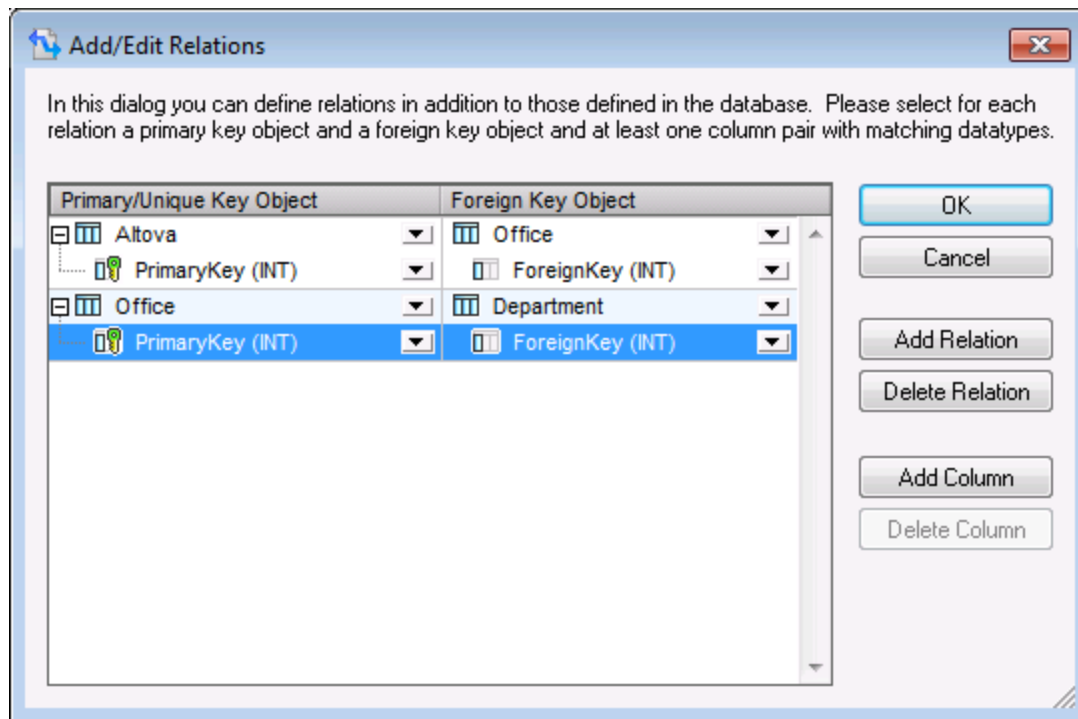 Add/Edit Relations
In this dialog you can define relations in addition to those defined in the database.  Please select for each
relation a primary key object and a foreign key object and at least one column pair with matching datatypes.
Primary/Unique Key Object Foreign Key Object
Altova Office
PrimaryKey (INT) ForeignKey (INT)
Office Department
PrimaryKey (INT) ForeignKey (INT)
OK
Cancel
Add Relation
Delete Relation
Add Column
Delete Column